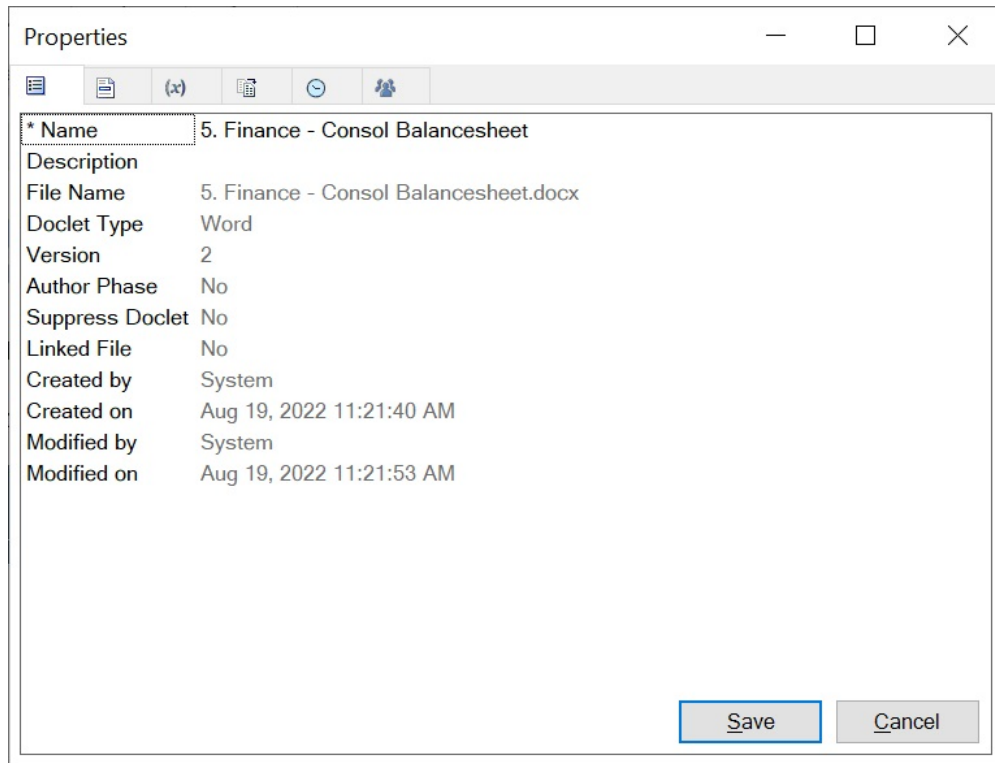 Properties
(x)
* Name 5. Finance - Consol Balancesheet
Description
File Name 5. Finance - Consol Balancesheet.docx
Doclet Type Word
Version 2
Author Phase No
Suppress Doclet No
Linked File No
Created by System
Created on Aug 19, 2022 11:21:40 AM
Modified by System
Modified on Aug 19, 2022 11:21:53 AM
Save Cancel